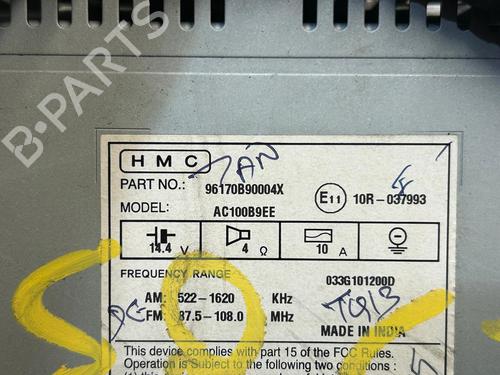 B-PARTS
HMC
PART NO.: 96170B90004X
MODEL: AC100B9EE
E11 10R-037993
14.4 V 4 Ω 10 A
FREQUENCY RANGE 033G101200D
AM: 522-1620 KHz
FM: 87.5-108.0 MHz
MADE IN INDIA
This device complies with part 15 of the FCC Rules.
Operation is Subject to the following two conditions :